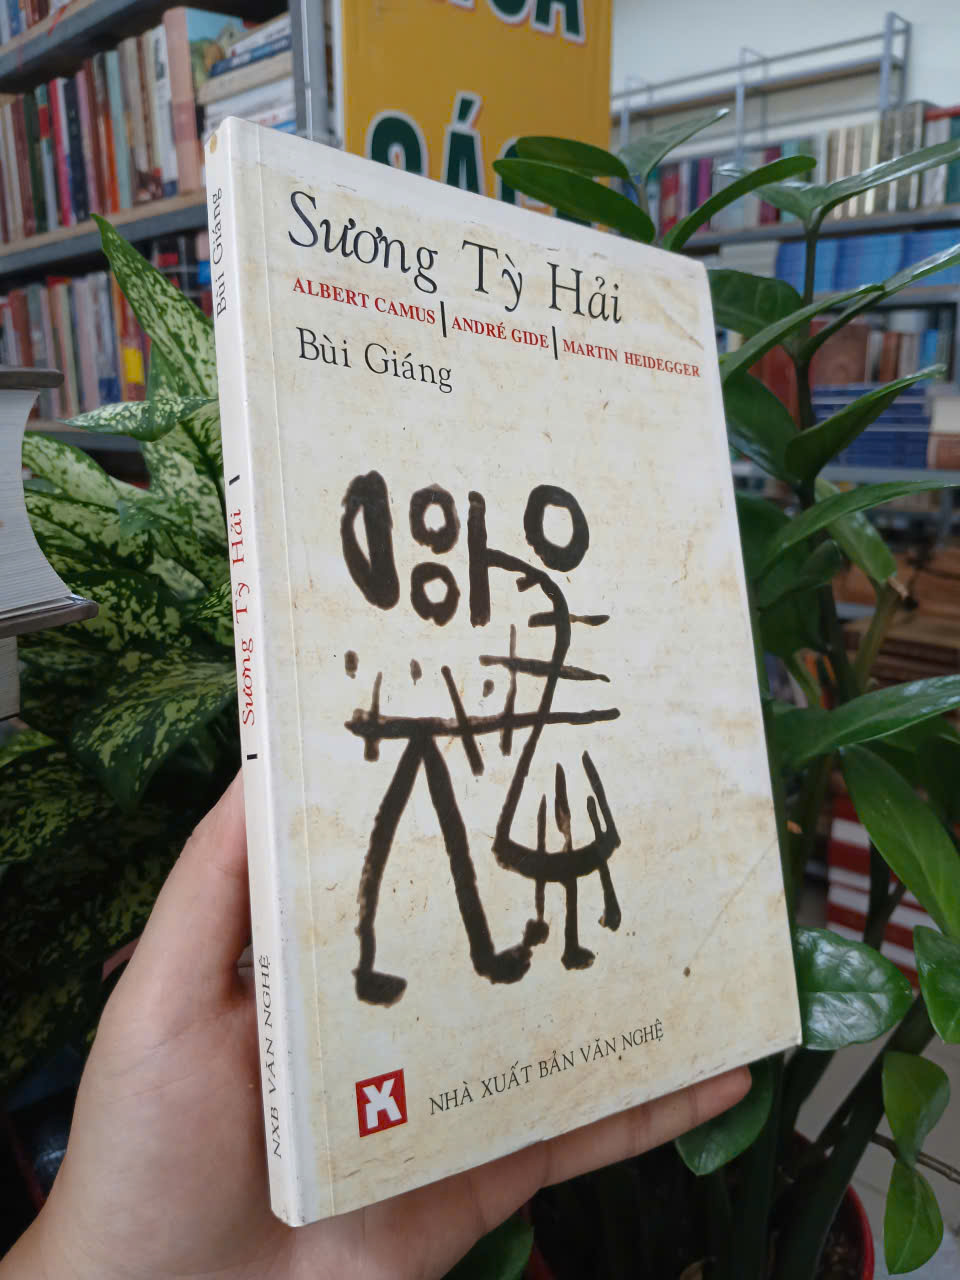 SÁC
Sương Tỳ Hải
ALBERT CAMUS | ANDRÉ GIDE | MARTIN HEIDEGGER
Bùi Giáng
NHÀ XUẤT BẢN VĂN NGHỆ
Bùi Giáng
Sương Tỳ Hải
NXB VĂN NGHỆ